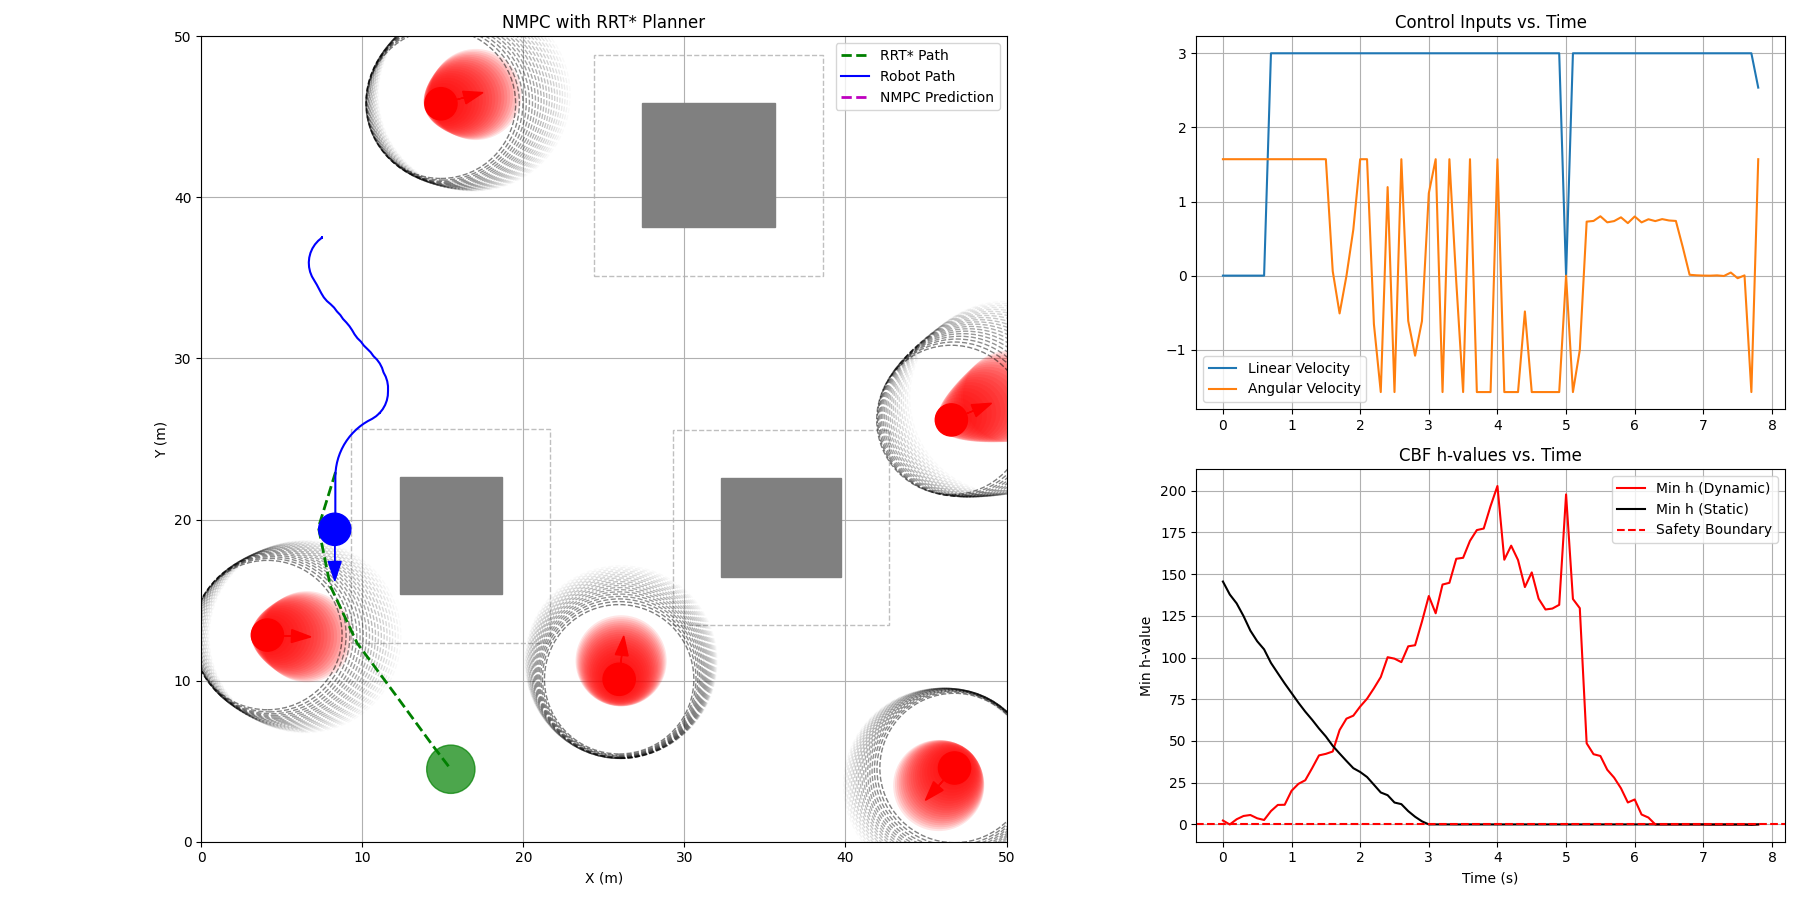 NMPC with RRT* Planner
50
40
30
20
10
0
Y (m)
0 10 20 30 40 50
X (m)
RRT* Path
Robot Path
NMPC Prediction
Control Inputs vs. Time
3
2
1
0
−1
Linear Velocity
Angular Velocity
0 1 2 3 4 5 6 7 8
CBF h-values vs. Time
200
175
150
125
100
75
50
25
0
Min h-value
Min h (Dynamic)
Min h (Static)
Safety Boundary
0 1 2 3 4 5 6 7 8
Time (s)